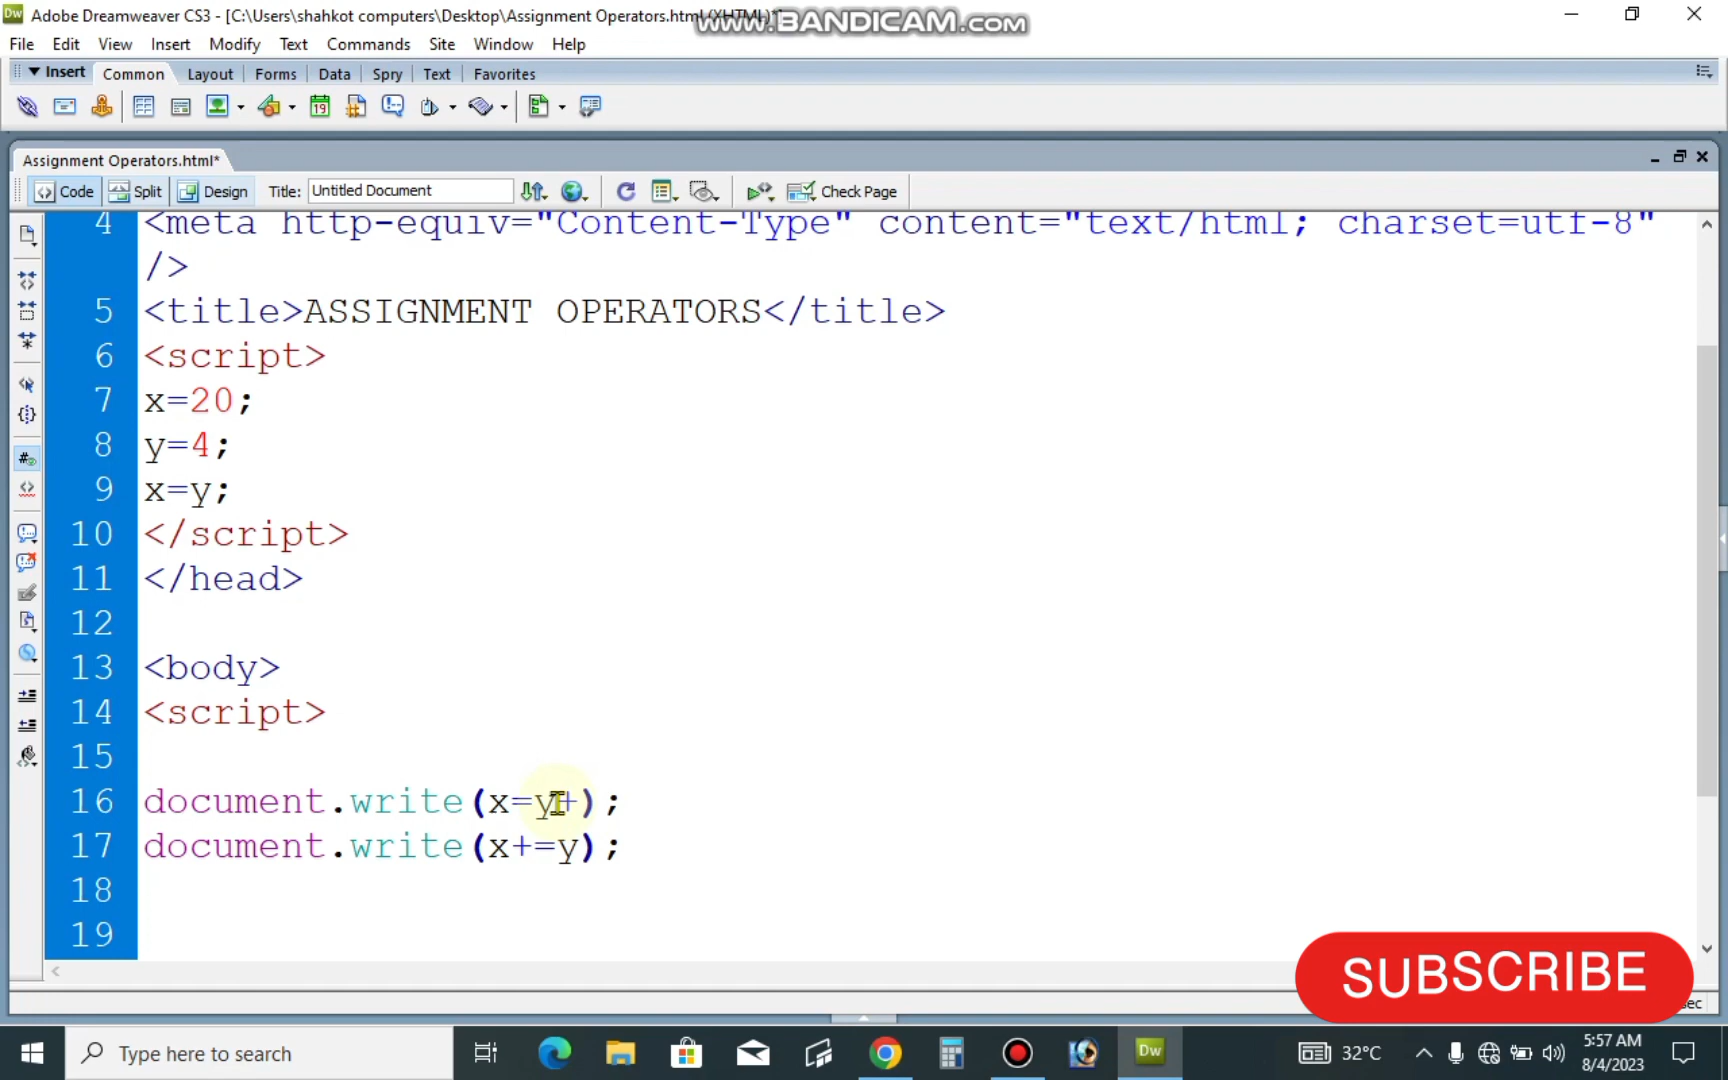 Dw Adobe Dreamweaver CS3 - [C:\Users\shahkot computers\Desktop\Assignment Operators.html (XHTML)*]
www.BANDICAM.com
File Edit View Insert Modify Text Commands Site Window Help
Insert Common Layout Forms Data Spry Text Favorites
19
Assignment Operators.html*
Code Split Design Title: Untitled Document Check Page
4 <meta http-equiv="Content-Type" content="text/html; charset=utf-8"
/>
5 <title>ASSIGNMENT OPERATORS</title>
6 <script>
7 x=20;
8 y=4;
9 x=y;
10 </script>
11 </head>
12
13 <body>
14 <script>
15
16 document.write(x=y+);
17 document.write(x+=y);
18
19
SUBSCRIBE
sec
Type here to search
Dw
32°C
5:57 AM
8/4/2023